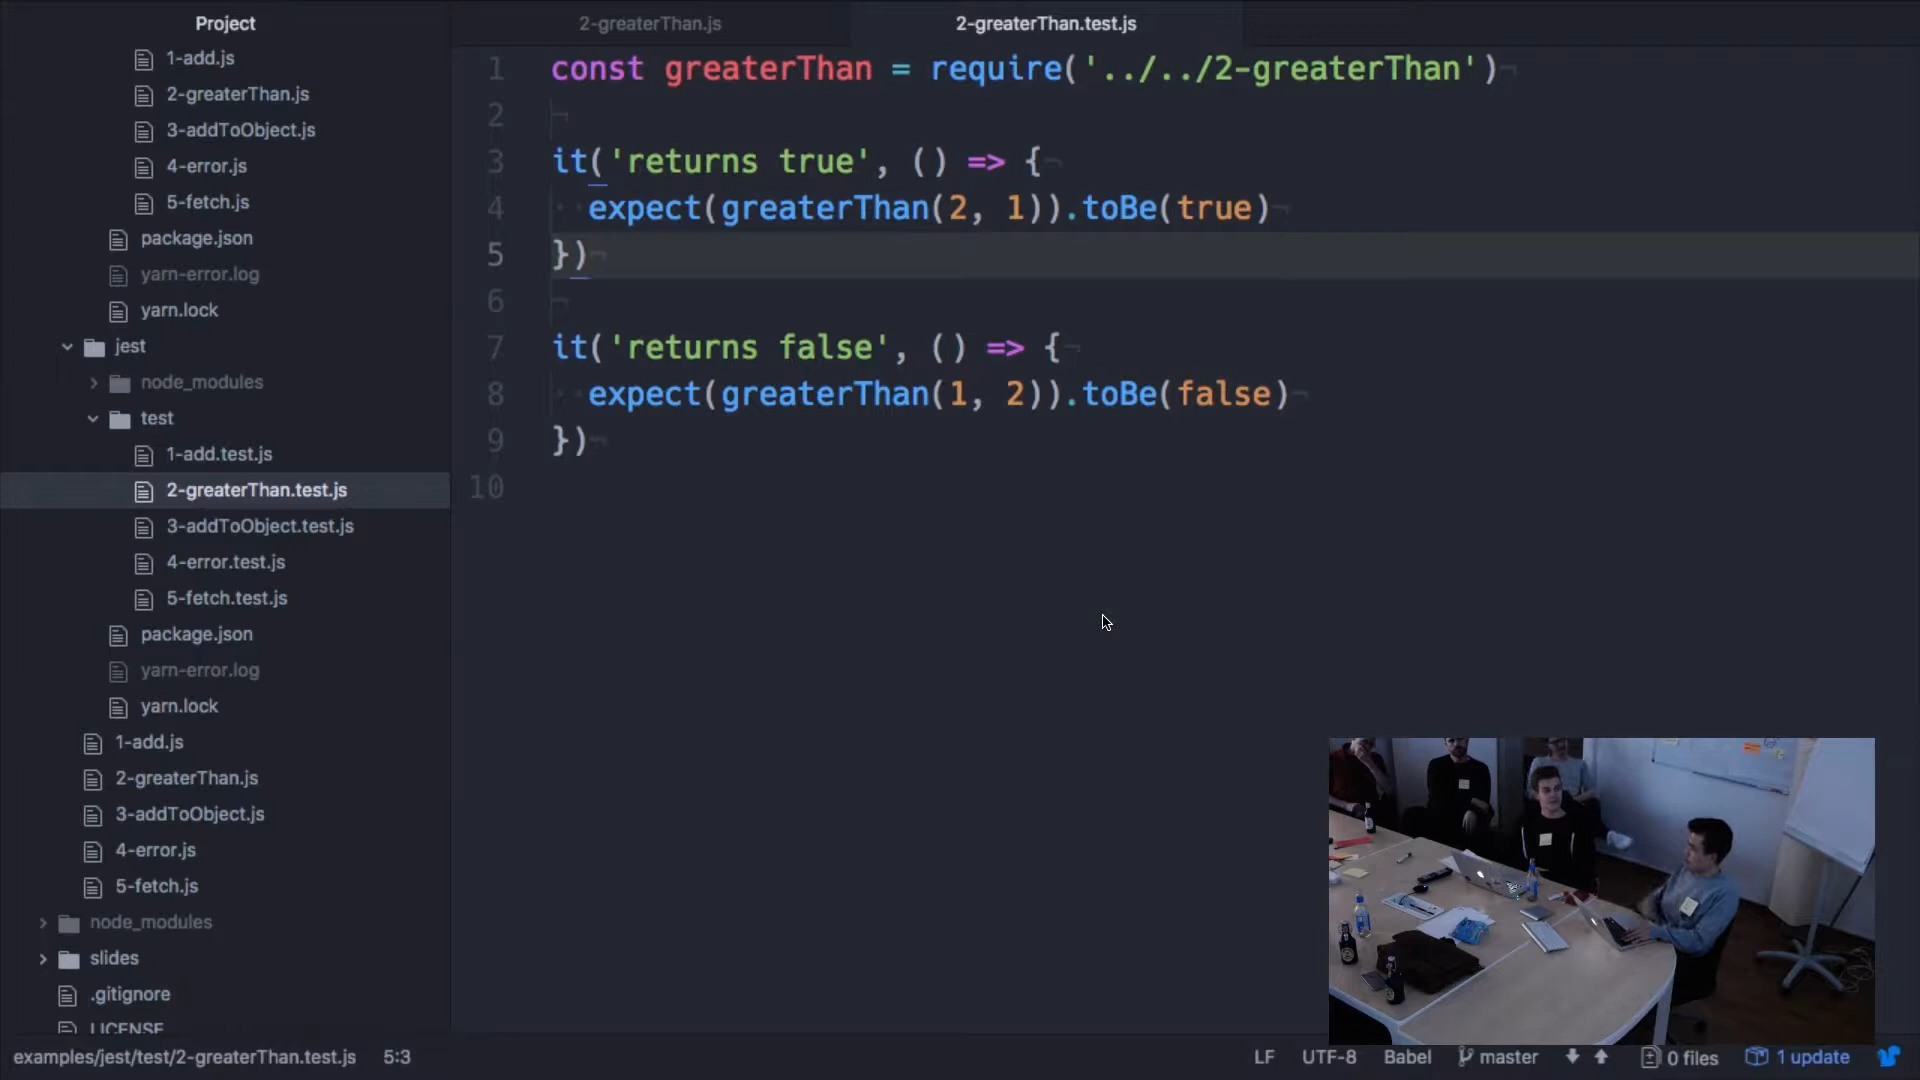 Project
1-add.js
2-greaterThan.js
3-addToObject.js
4-error.js
5-fetch.js
package.json
yarn-error.log
yarn.lock
jest
node_modules
test
1-add.test.js
2-greaterThan.test.js
3-addToObject.test.js
4-error.test.js
5-fetch.test.js
package.json
yarn-error.log
yarn.lock
1-add.js
2-greaterThan.js
3-addToObject.js
4-error.js
5-fetch.js
node_modules
slides
.gitignore
LICENSE
2-greaterThan.js
2-greaterThan.test.js
1 const greaterThan = require('../../2-greaterThan')
2
3 it('returns true', () => {
4 expect(greaterThan(2, 1)).toBe(true)
5 })
6
7 it('returns false', () => {
8 expect(greaterThan(1, 2)).toBe(false)
9 })
10
examples/jest/test/2-greaterThan.test.js 5:3
LF UTF-8 Babel master 0 files 1 update